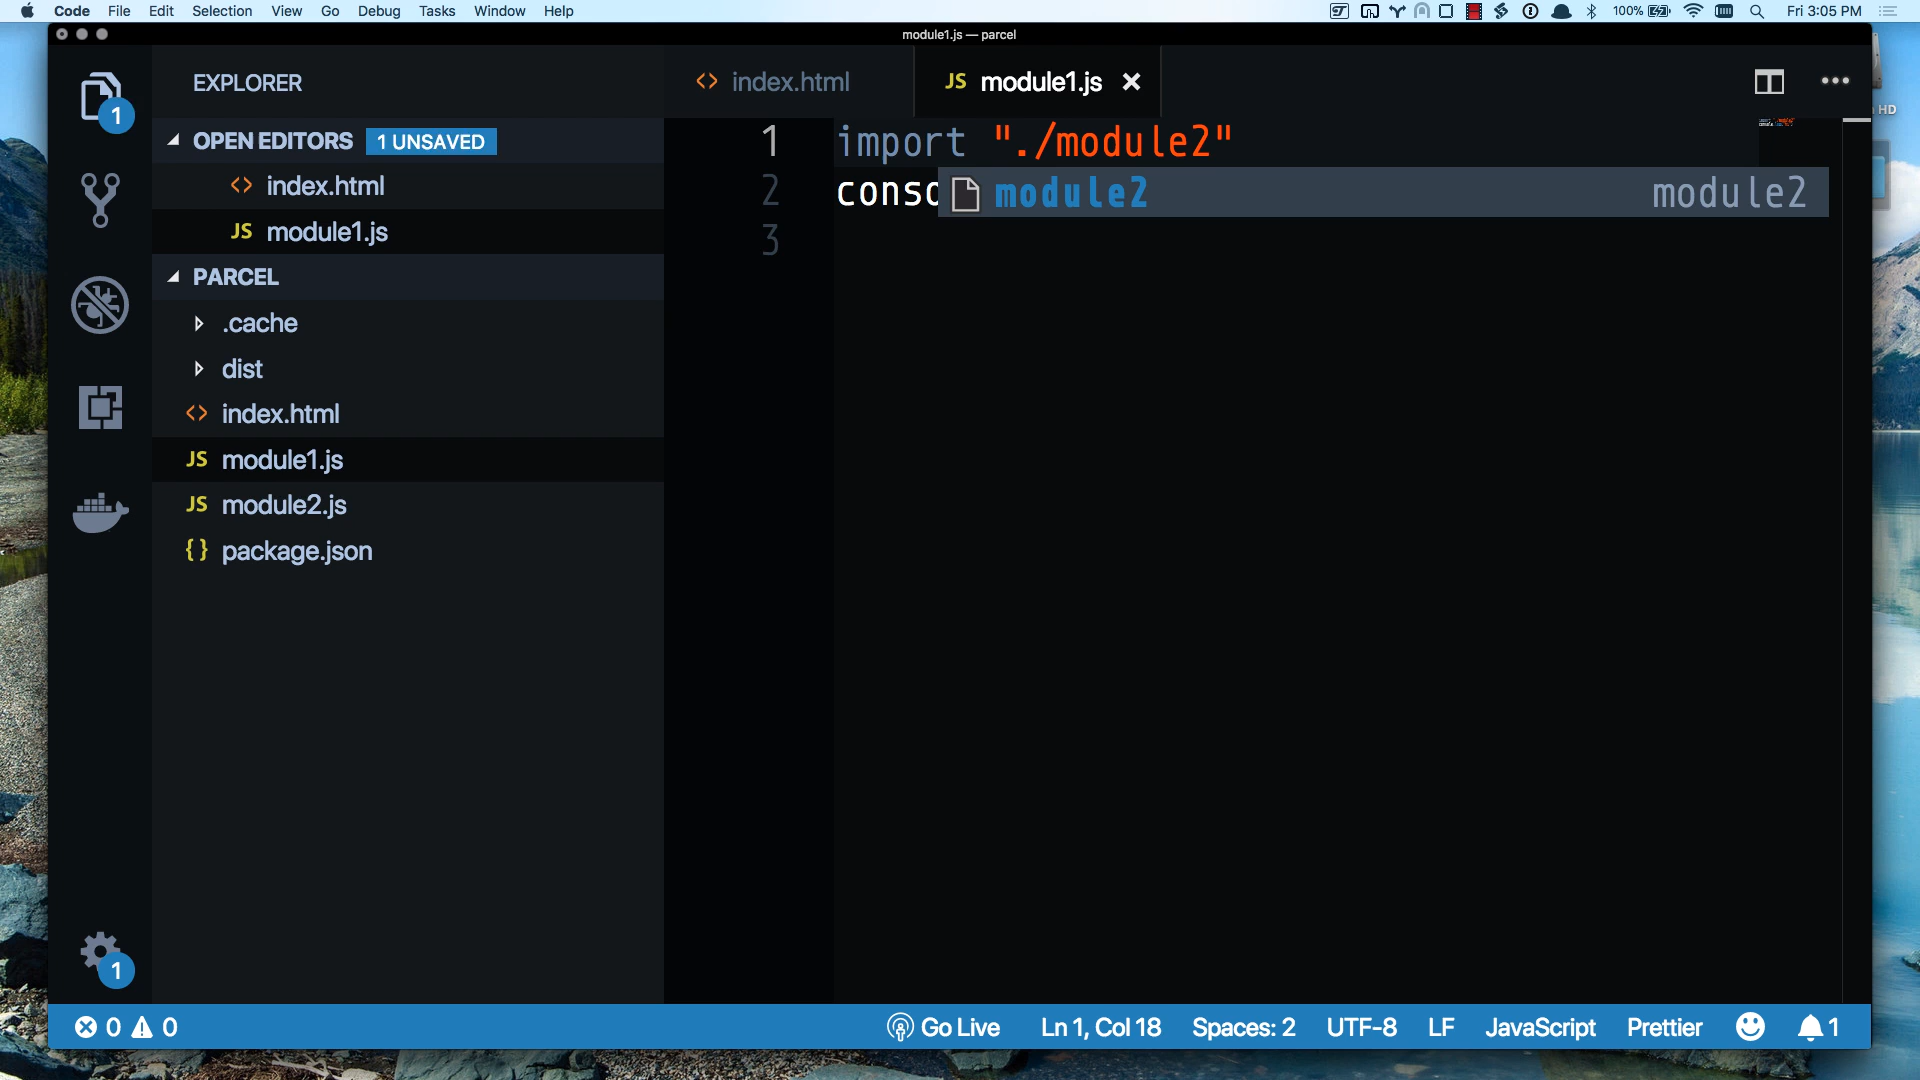 Code File Edit Selection View Go Debug Tasks Window Help 100% Fri 3:05 PM
module1.js — parcel
EXPLORER
index.html
JS module1.js
HD
1
OPEN EDITORS 1 UNSAVED
1 import "./module2"
index.html
2 conso module2 module2
JS module1.js
3
PARCEL
.cache
dist
index.html
JS module1.js
JS module2.js
{} package.json
1
0 0 Go Live Ln 1, Col 18 Spaces: 2 UTF-8 LF JavaScript Prettier 1